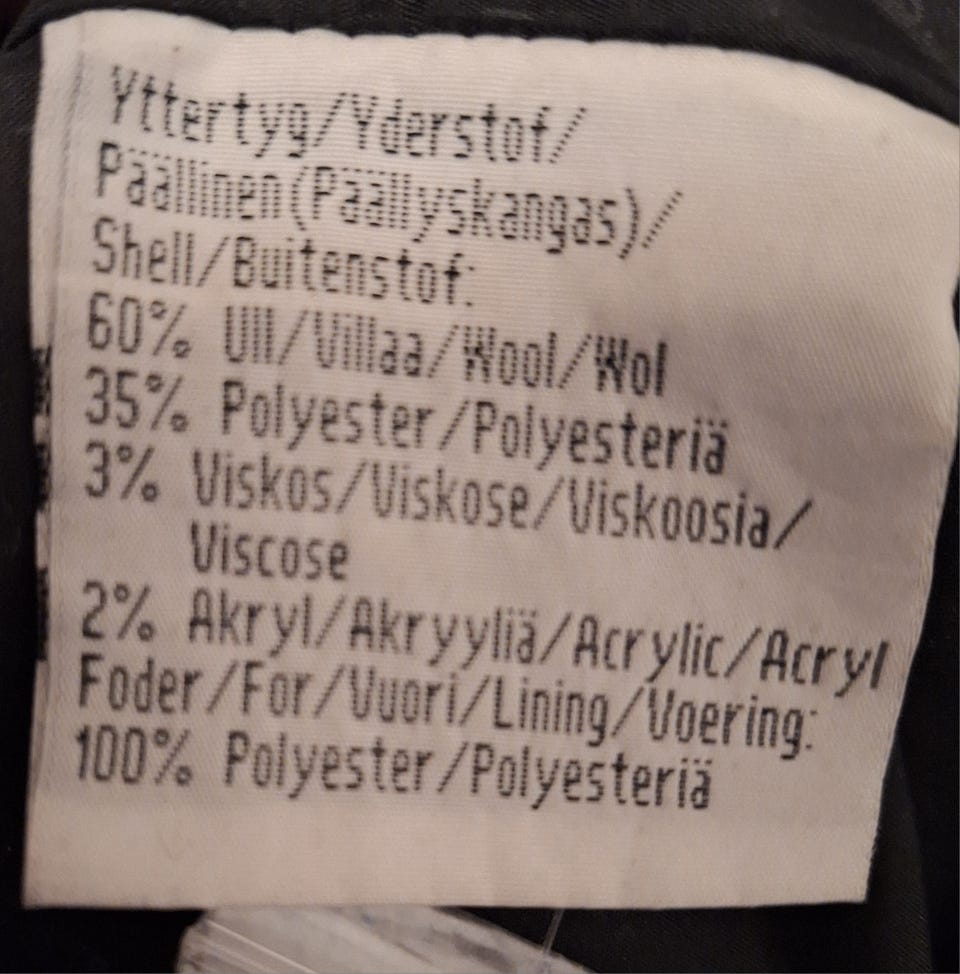 Yttertyg/Yderstof/
Päällinen(Päällyskangas)/
Shell/Buitenstof:
60% Ull/Villaa/Wool/Wol
35% Polyester/Polyesteriä
3% Viskos/Viskose/Viskoosia/
Viscose
2% Akryl/Akryyliä/Acrylic/Acryl
Foder/For/Vuori/Lining/Voering:
100% Polyester/Polyesteriä